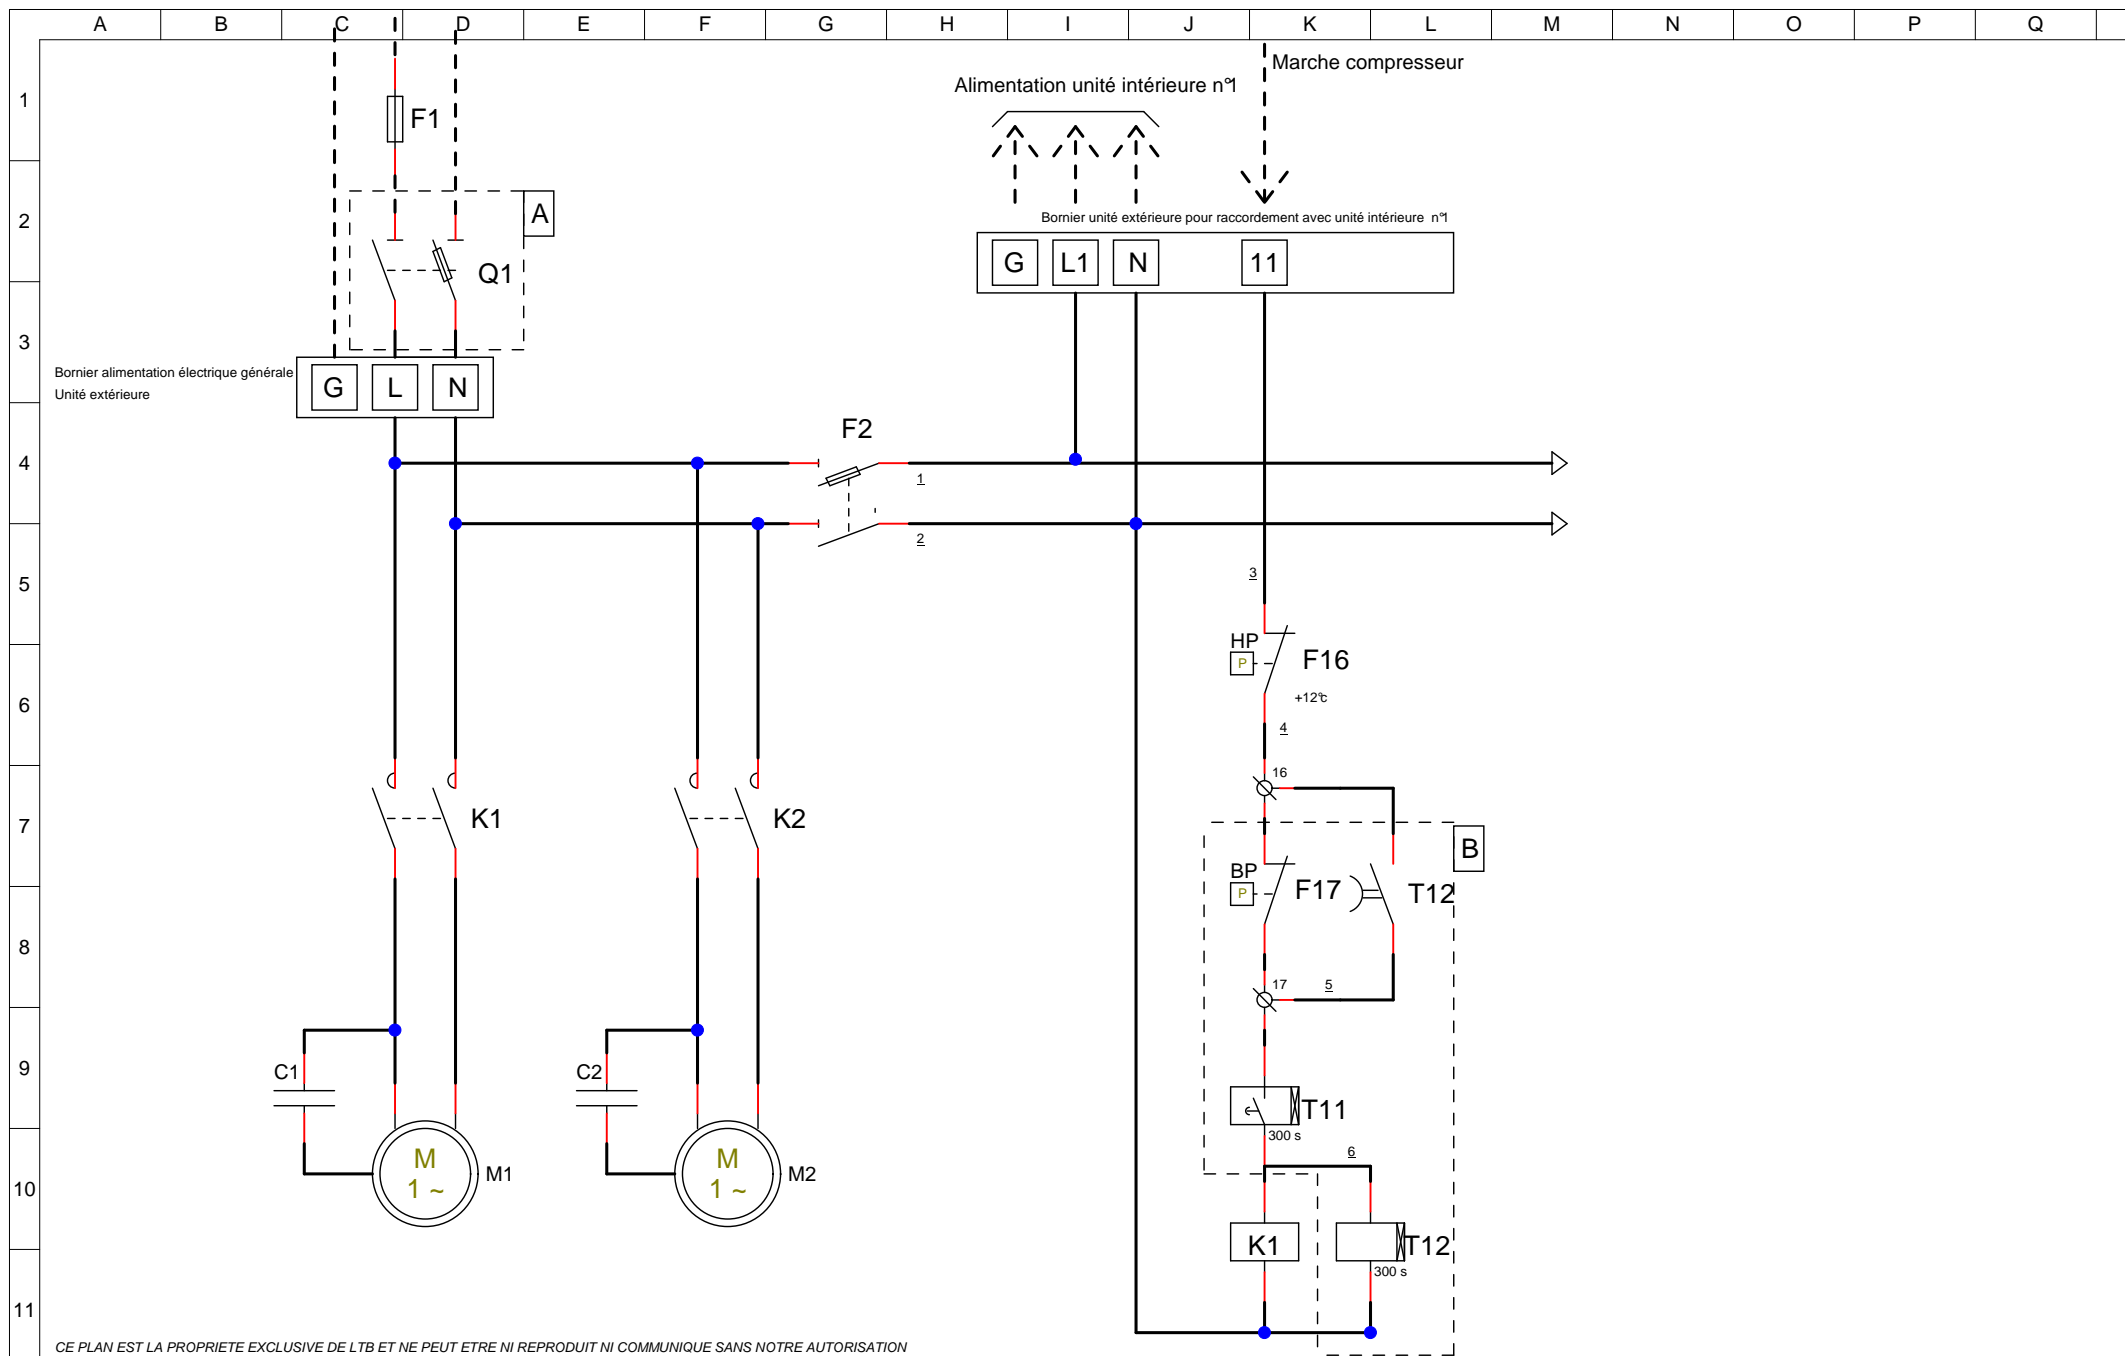 A B C D E F G H I J K L M N O P Q
Marche compresseur
Alimentation unité intérieure n°1
1
F1
A
2
Bornier unité extérieure pour raccordement avec unité intérieure n°1
Q1
G L1 N 11
3
Bornier alimentation électrique générale
Unité extérieure
G L N
F2
4
1
2
5
3
HP
P
F16
+12°c
6
4
16
7
K1
K2
B
BP
P
F17
T12
8
17
5
9
C1
C2
T11
300 s
6
M
1 ~
M1
M
1 ~
M2
10
K1
T12
300 s
11
CE PLAN EST LA PROPRIETE EXCLUSIVE DE LTB ET NE PEUT ETRE NI REPRODUIT NI COMMUNIQUE SANS NOTRE AUTORISATION